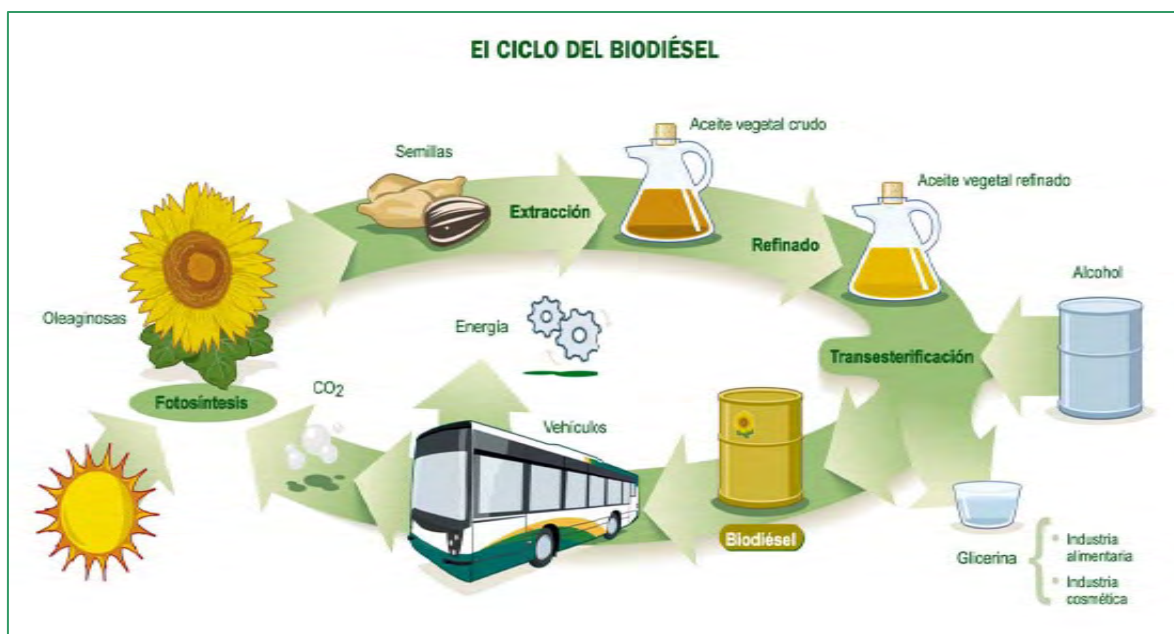 El CICLO DEL BIODIÉSEL
Aceite vegetal crudo
Semillas
Aceite vegetal refinado
Extracción
Refinado
Alcohol
Oleaginosas
Energía
Transesterificación
CO2
Fotosíntesis
Vehículos
Biodiésel
Glicerina
Industria
alimentaria
Industria
cosmética